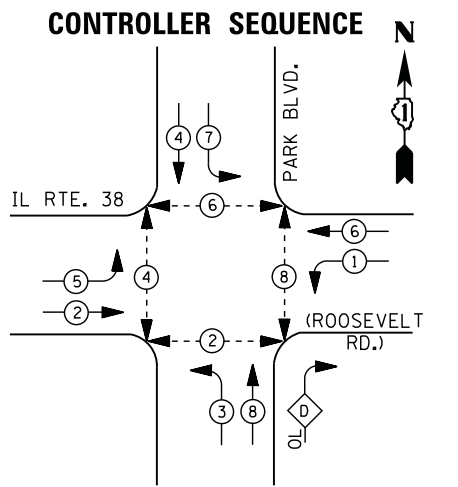 CONTROLLER SEQUENCE
N
1
PARK BLVD.
4 7
IL RTE. 38
6
6
5
4
8
1
2
(ROOSEVELT
RD.)
2
3 8 D
OL